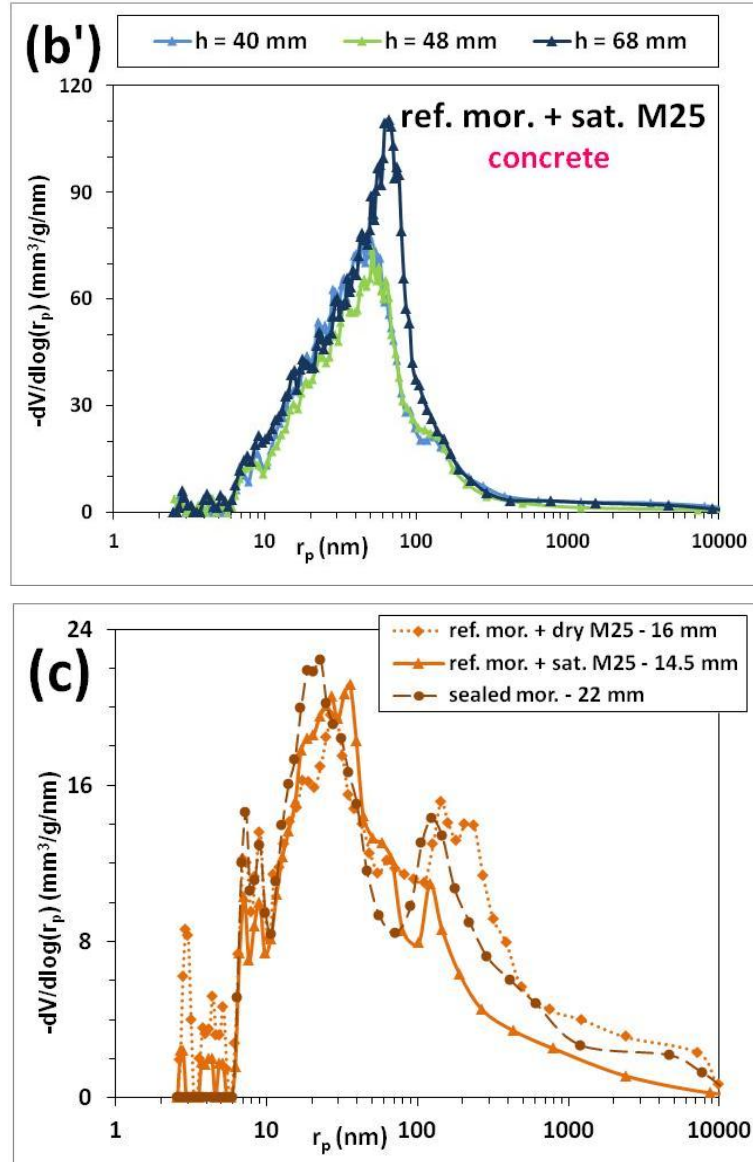 (b')
h = 40 mm h = 48 mm h = 68 mm
ref. mor. + sat. M25
concrete
-dV/dlog(rp) (mm³/g/nm)
120
90
60
30
0
1 10 100 1000 10000
rp (nm)
(c)
ref. mor. + dry M25 - 16 mm
ref. mor. + sat. M25 - 14.5 mm
sealed mor. - 22 mm
-dV/dlog(rp) (mm³/g/nm)
24
16
8
0
1 10 100 1000 10000
rp (nm)